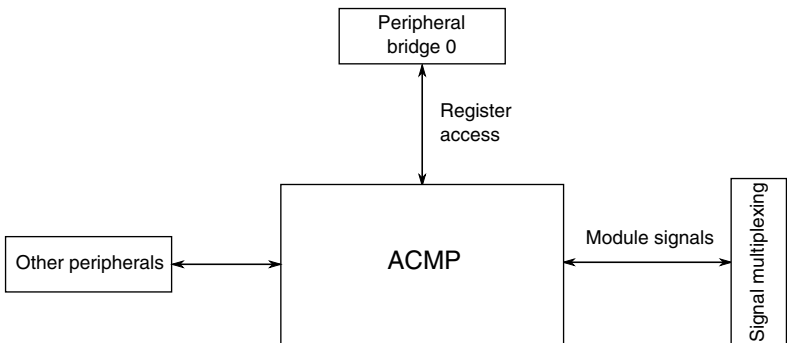 Peripheral
bridge 0
Register
access
Other peripherals
ACMP
Module signals
Signal multiplexing